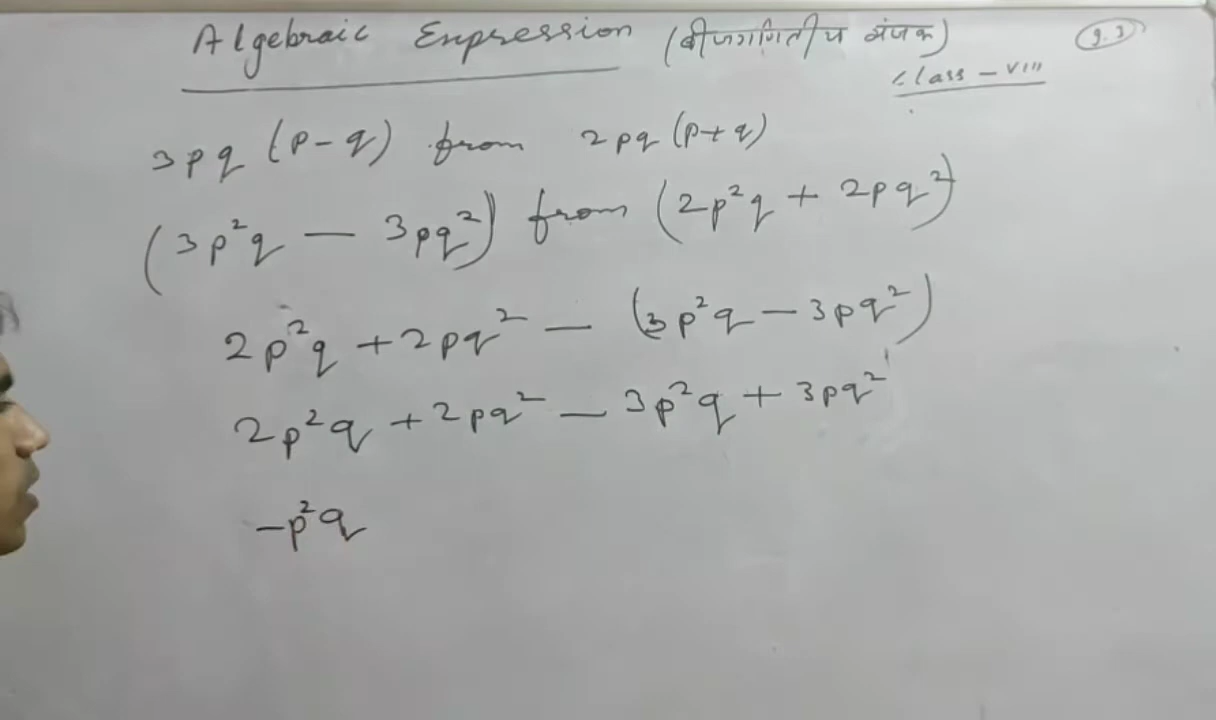 Algebraic Expression (बीजगणितीय व्यंजक) 9.3
Class - VIII
3pq (p-q) from 2pq (p+q)
(3p²q — 3pq²) from (2p²q + 2pq²)
2p²q + 2pq² — (3p²q - 3pq²)
2p²q + 2pq² — 3p²q + 3pq²
-p²q